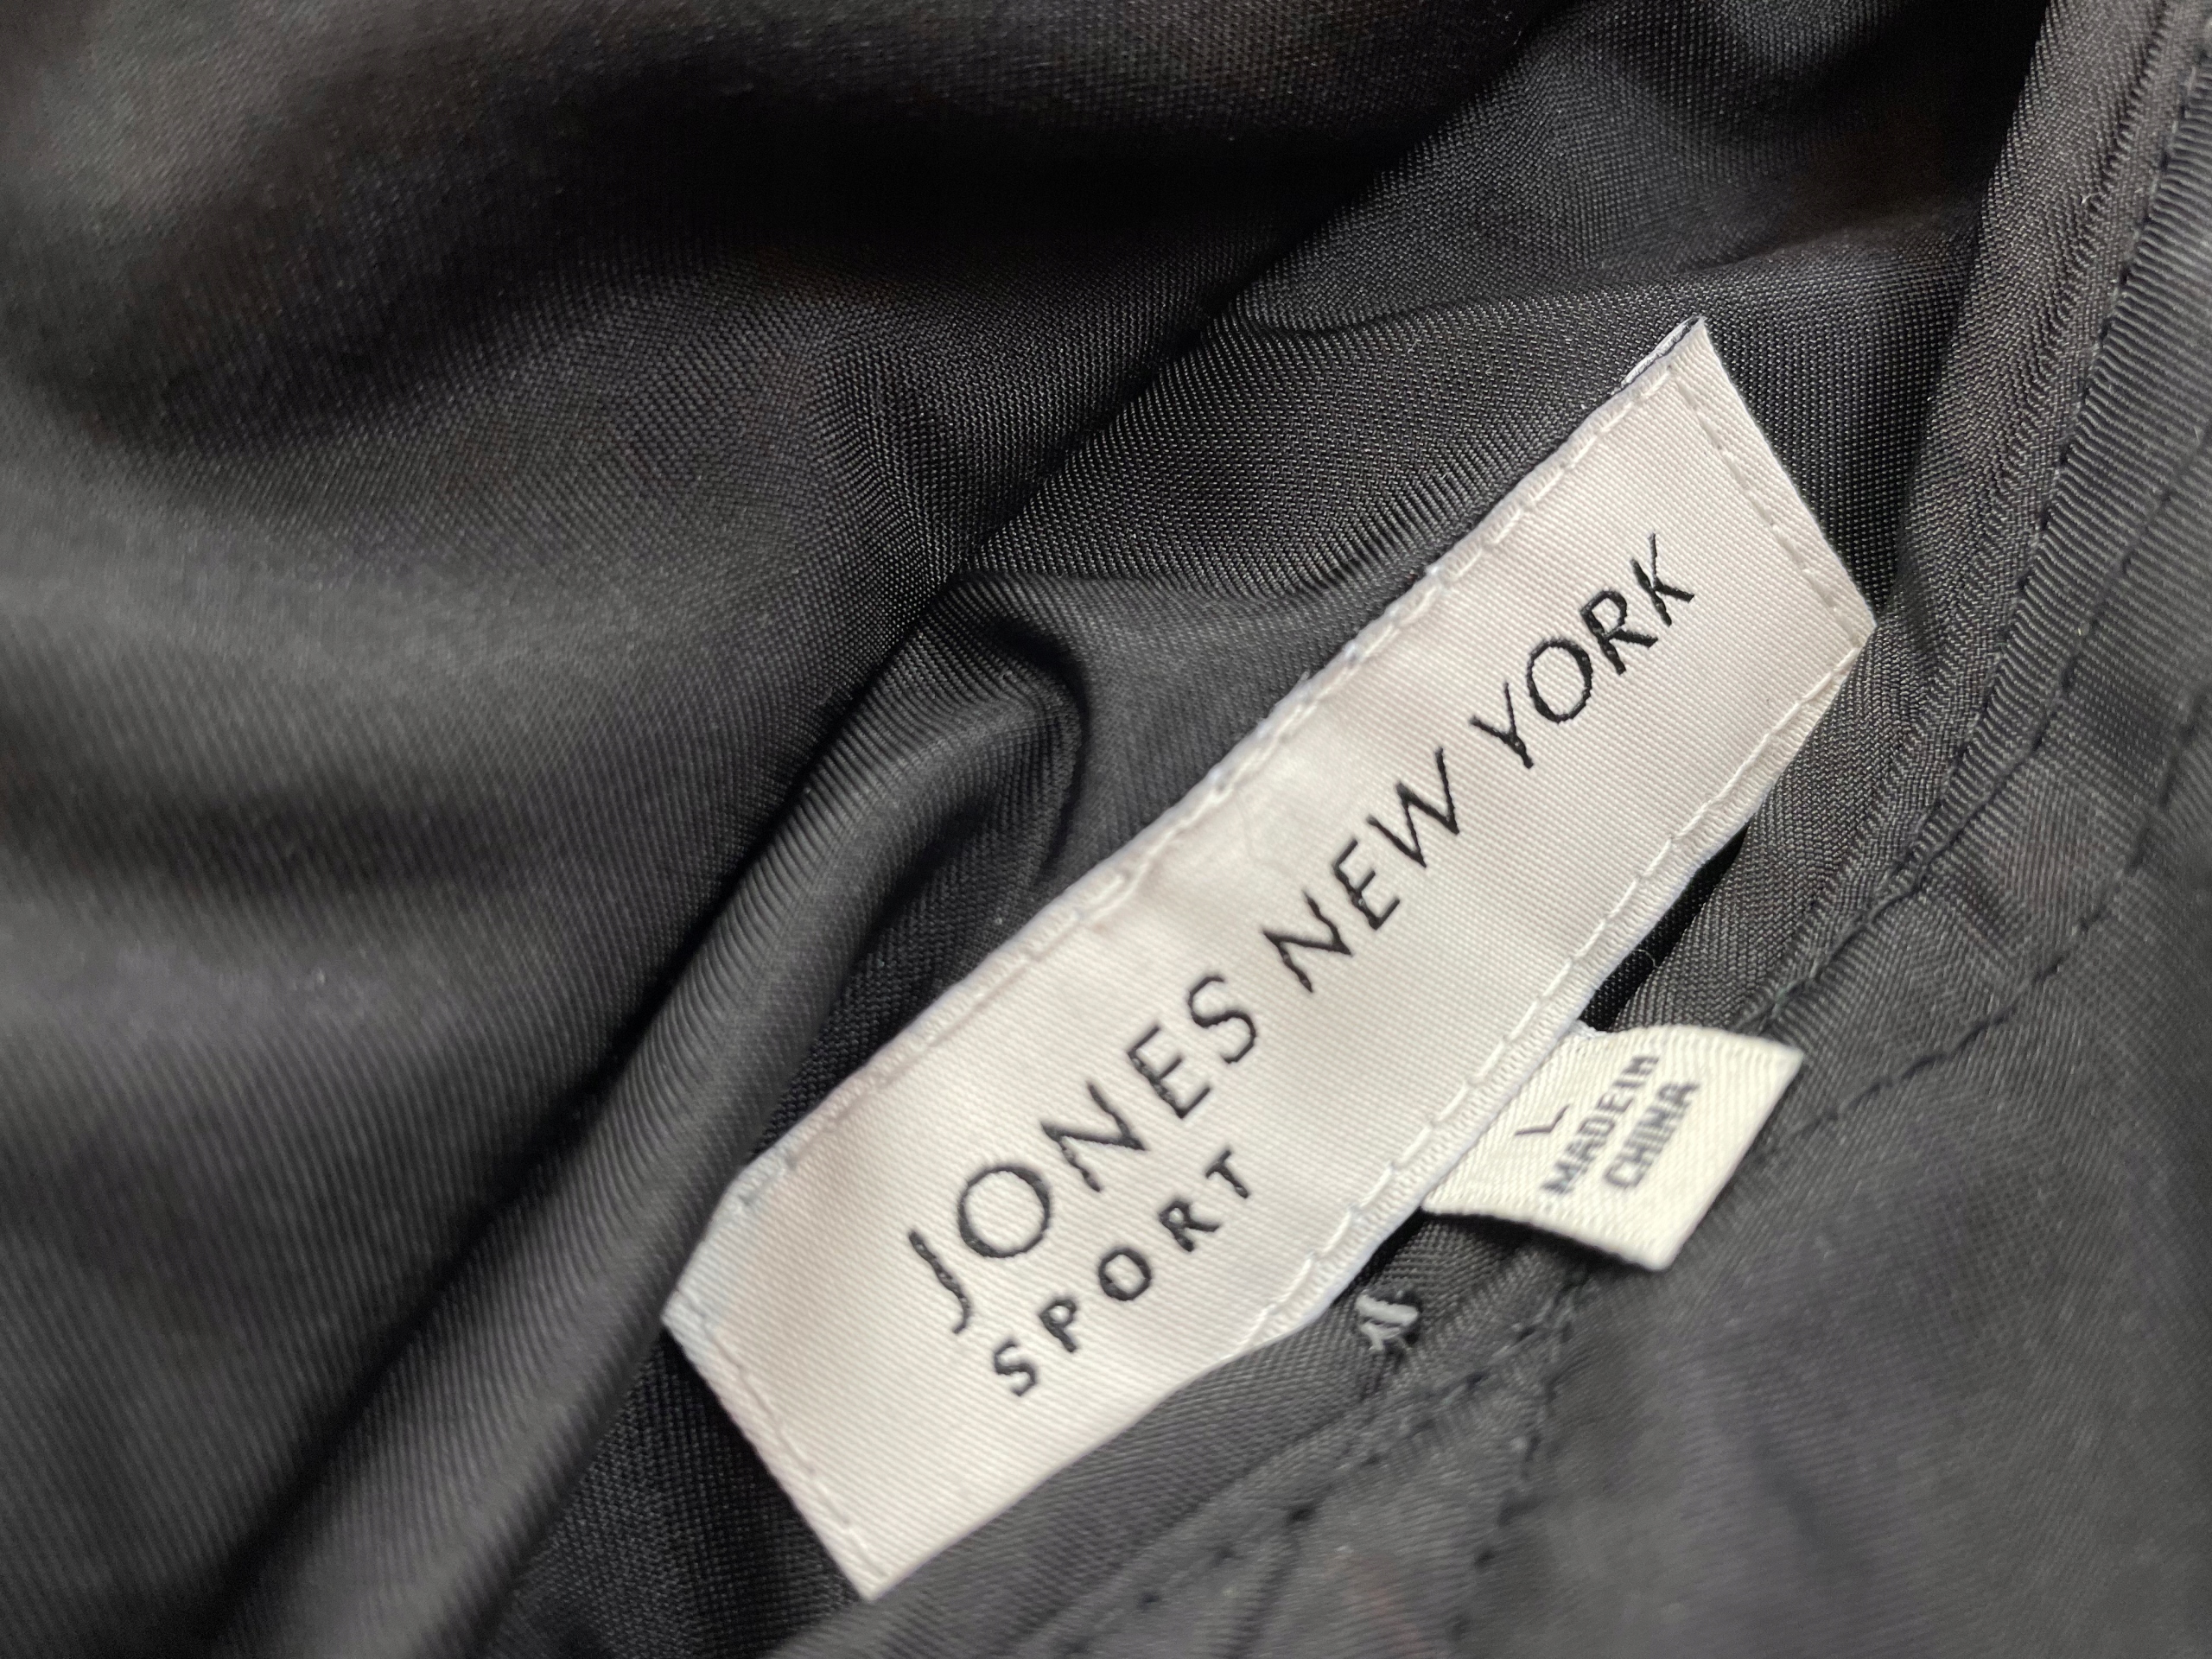 JONES NEW YORK
SPORT
L
MADE IN
CHINA